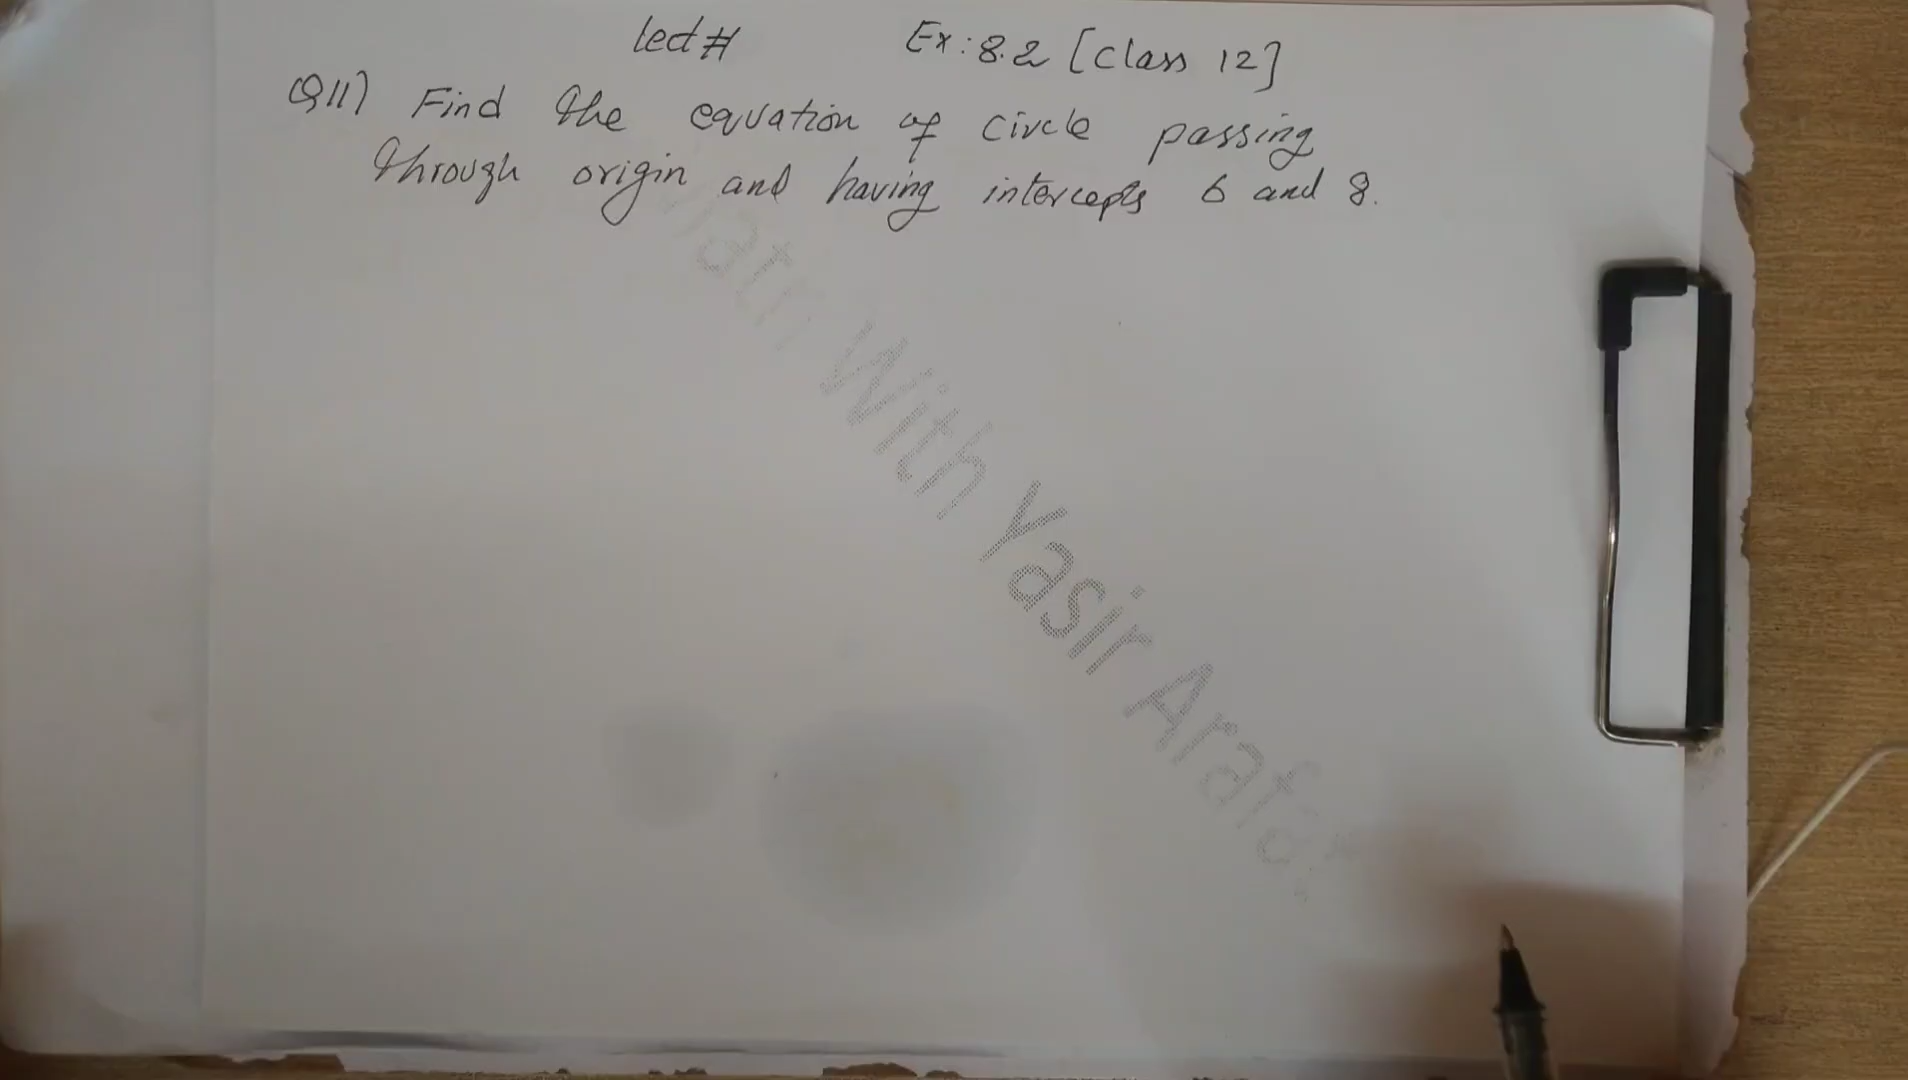 Lect # Ex: 8.2 [Class 12]
Q11) Find the equation of circle passing
through origin and having intercepts 6 and 8.
Math With Yasir Arafat